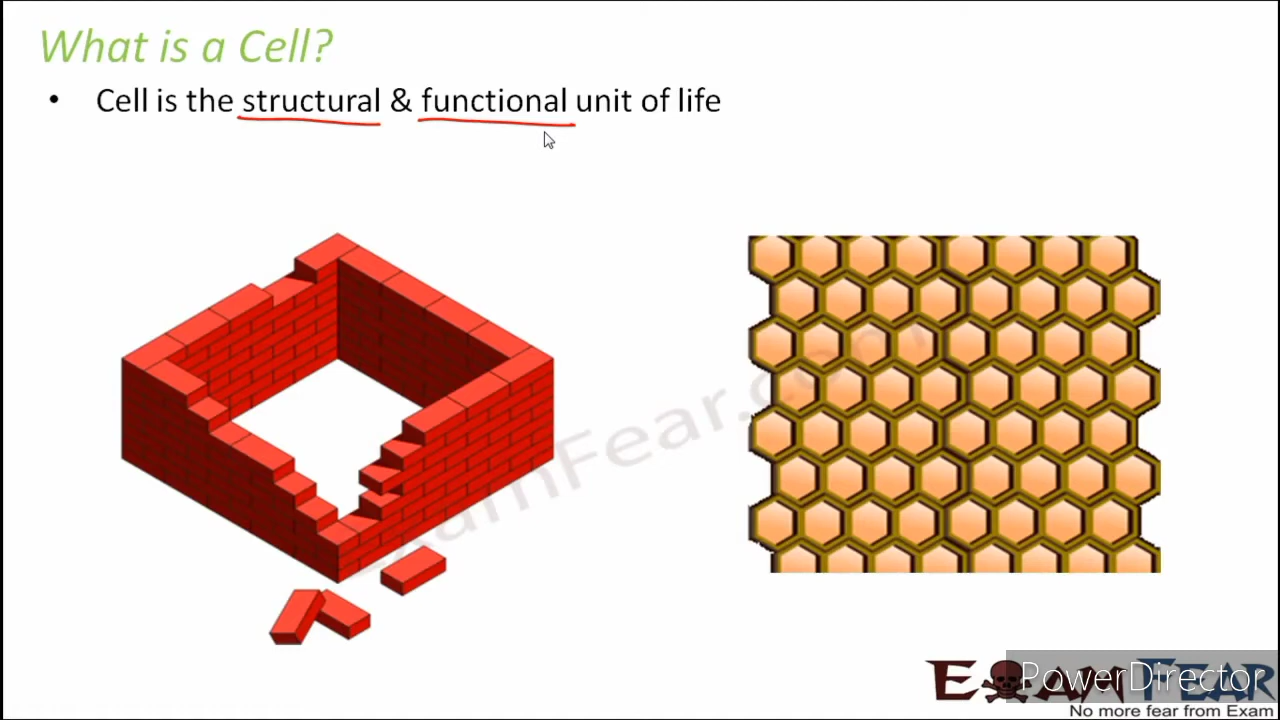 What is a Cell?
• Cell is the structural & functional unit of life
ExamFear.com
ExamFear
PowerDirector
No more fear from Exam